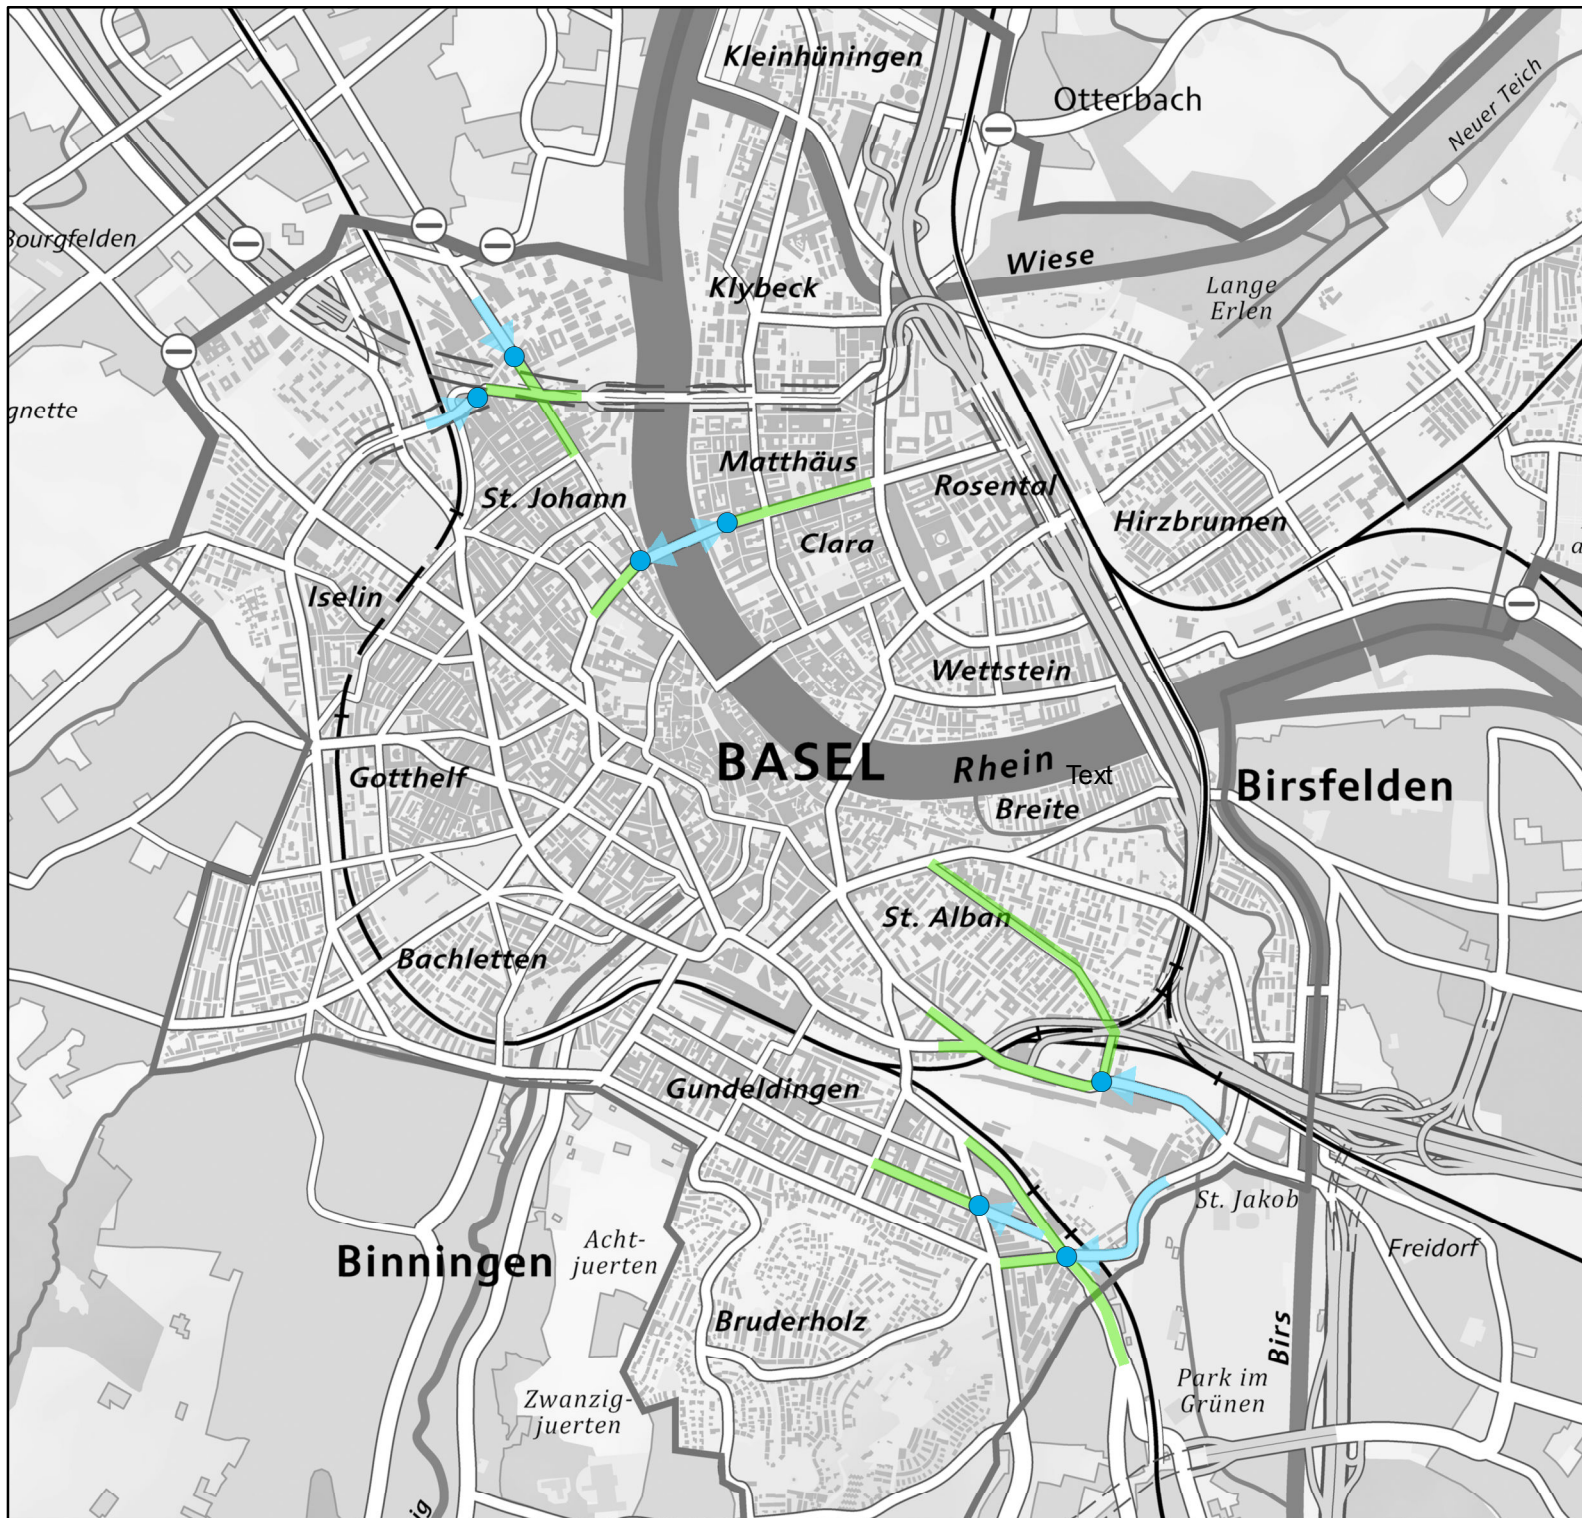 Kleinhüningen
Otterbach
Neuer Teich
Bourgfelden
Wiese
Klybeck
Lange
Erlen
gnette
Matthäus
Rosental
St. Johann
Hirzbrunnen
Clara
a
Iselin
Wettstein
BASEL
Rhein
Text
Gotthelf
Birsfelden
Breite
St. Alban
Bachletten
Gundeldingen
St. Jakob
Acht-
juerten
Binningen
Freidorf
Bruderholz
Birs
Park im
Grünen
Zwanzig-
juerten
ig